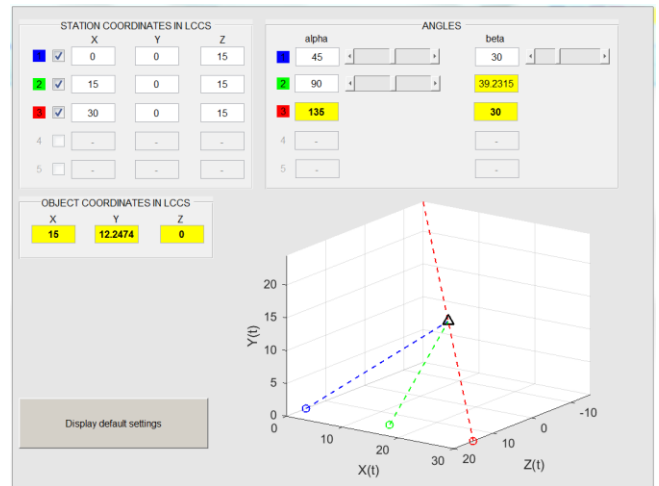 STATION COORDINATES IN LCCS
X Y Z
1 0 0 15
2 15 0 15
3 30 0 15
4 - - -
5 - - -
ANGLES
alpha beta
1 45 30
2 90 39.2315
3 135 30
4 - -
5 - -
OBJECT COORDINATES IN LCCS
X Y Z
15 12.2474 0
Display default settings
Y(t)
20
15
10
5
0
0
10
20
30
X(t)
20
10
0
-10
Z(t)